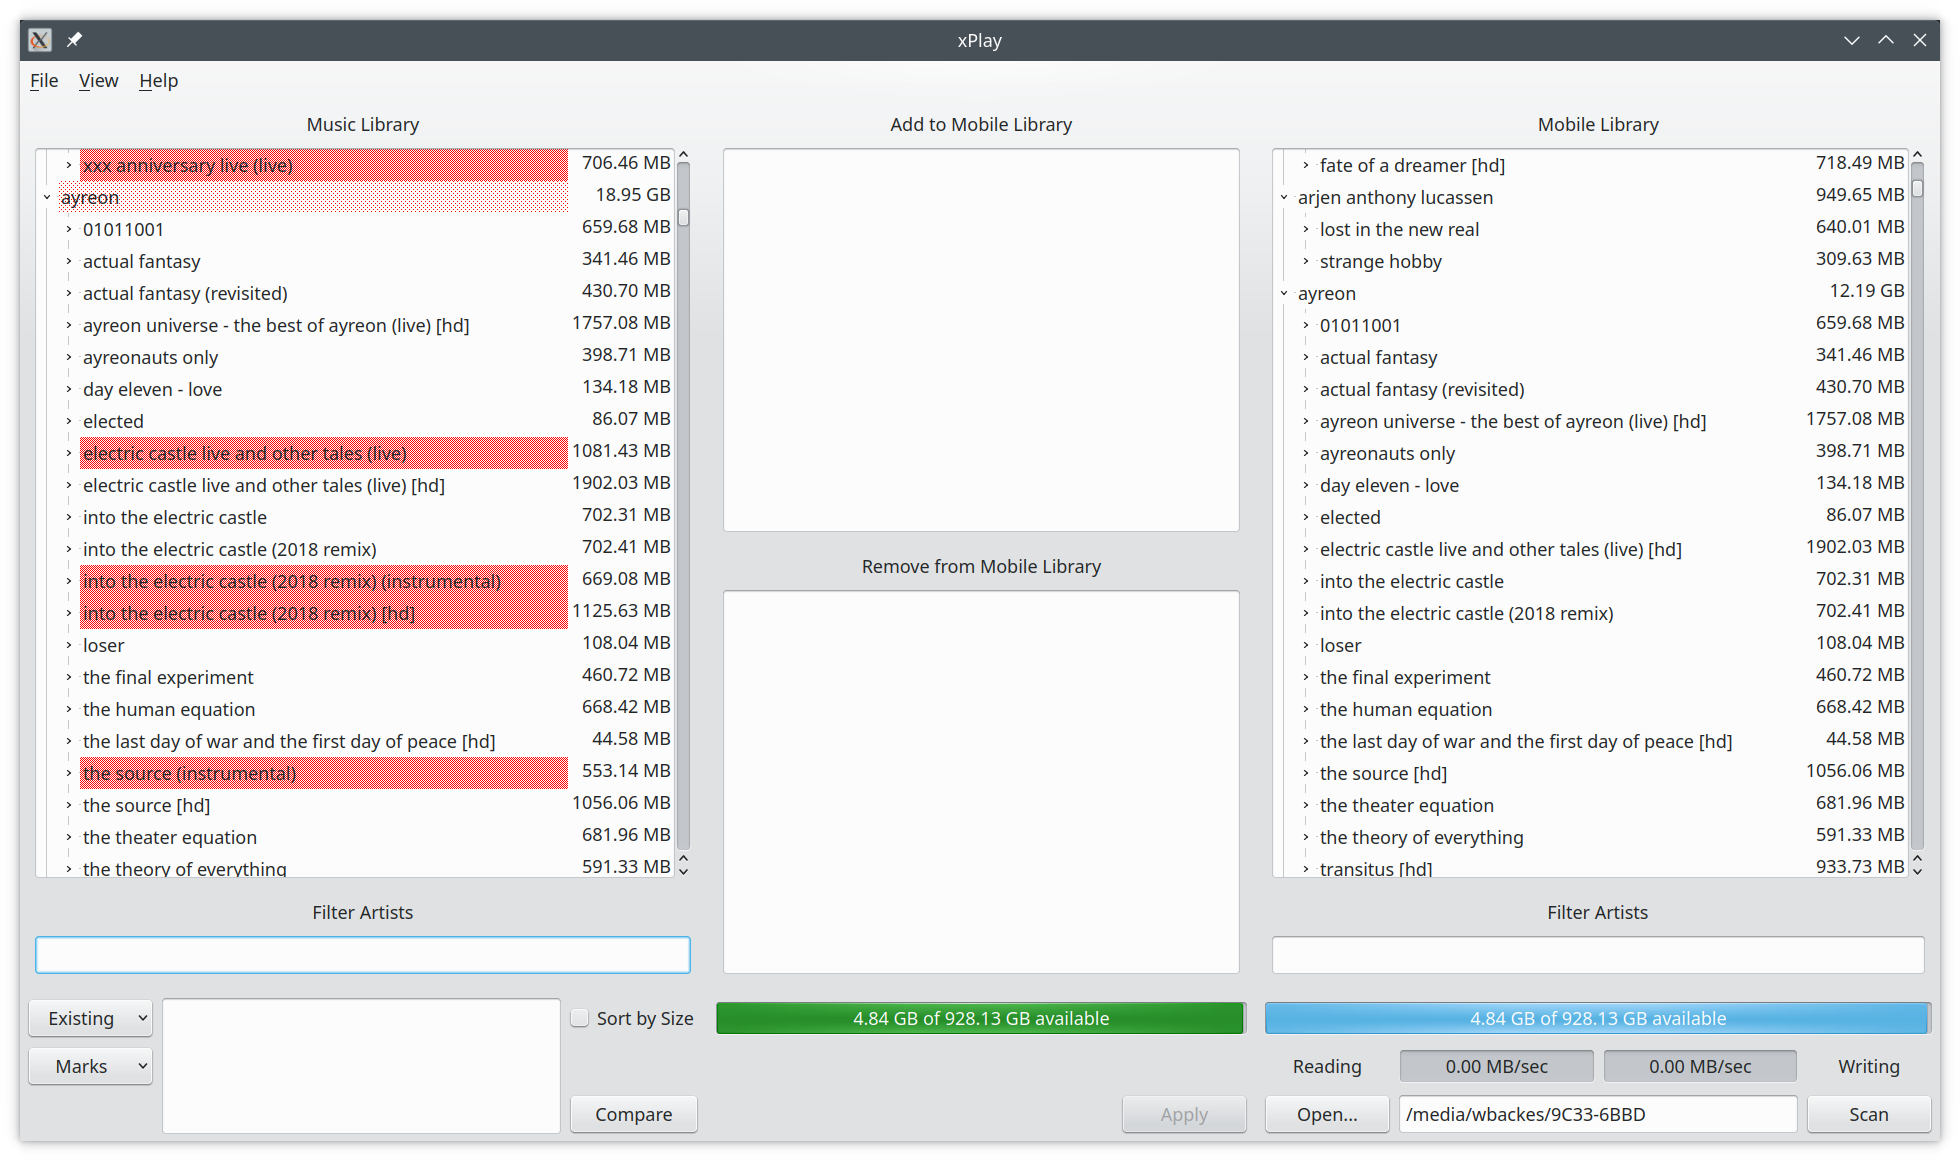 xPlay
File View Help
Music Library
xxx anniversary live (live) 706.46 MB
ayreon 18.95 GB
01011001 659.68 MB
actual fantasy 341.46 MB
actual fantasy (revisited) 430.70 MB
ayreon universe - the best of ayreon (live) [hd] 1757.08 MB
ayreonauts only 398.71 MB
day eleven - love 134.18 MB
elected 86.07 MB
electric castle live and other tales (live) 1081.43 MB
electric castle live and other tales (live) [hd] 1902.03 MB
into the electric castle 702.31 MB
into the electric castle (2018 remix) 702.41 MB
into the electric castle (2018 remix) (instrumental) 669.08 MB
into the electric castle (2018 remix) [hd] 1125.63 MB
loser 108.04 MB
the final experiment 460.72 MB
the human equation 668.42 MB
the last day of war and the first day of peace [hd] 44.58 MB
the source (instrumental) 553.14 MB
the source [hd] 1056.06 MB
the theater equation 681.96 MB
the theory of everything 591.33 MB
Filter Artists
Existing
Marks
Sort by Size
Compare
Add to Mobile Library
Remove from Mobile Library
4.84 GB of 928.13 GB available
Apply
Mobile Library
fate of a dreamer [hd] 718.49 MB
arjen anthony lucassen 949.65 MB
lost in the new real 640.01 MB
strange hobby 309.63 MB
ayreon 12.19 GB
01011001 659.68 MB
actual fantasy 341.46 MB
actual fantasy (revisited) 430.70 MB
ayreon universe - the best of ayreon (live) [hd] 1757.08 MB
ayreonauts only 398.71 MB
day eleven - love 134.18 MB
elected 86.07 MB
electric castle live and other tales (live) [hd] 1902.03 MB
into the electric castle 702.31 MB
into the electric castle (2018 remix) 702.41 MB
loser 108.04 MB
the final experiment 460.72 MB
the human equation 668.42 MB
the last day of war and the first day of peace [hd] 44.58 MB
the source [hd] 1056.06 MB
the theater equation 681.96 MB
the theory of everything 591.33 MB
transitus [hd] 933.73 MB
Filter Artists
4.84 GB of 928.13 GB available
Reading 0.00 MB/sec 0.00 MB/sec Writing
Open... /media/wbackes/9C33-6BBD Scan